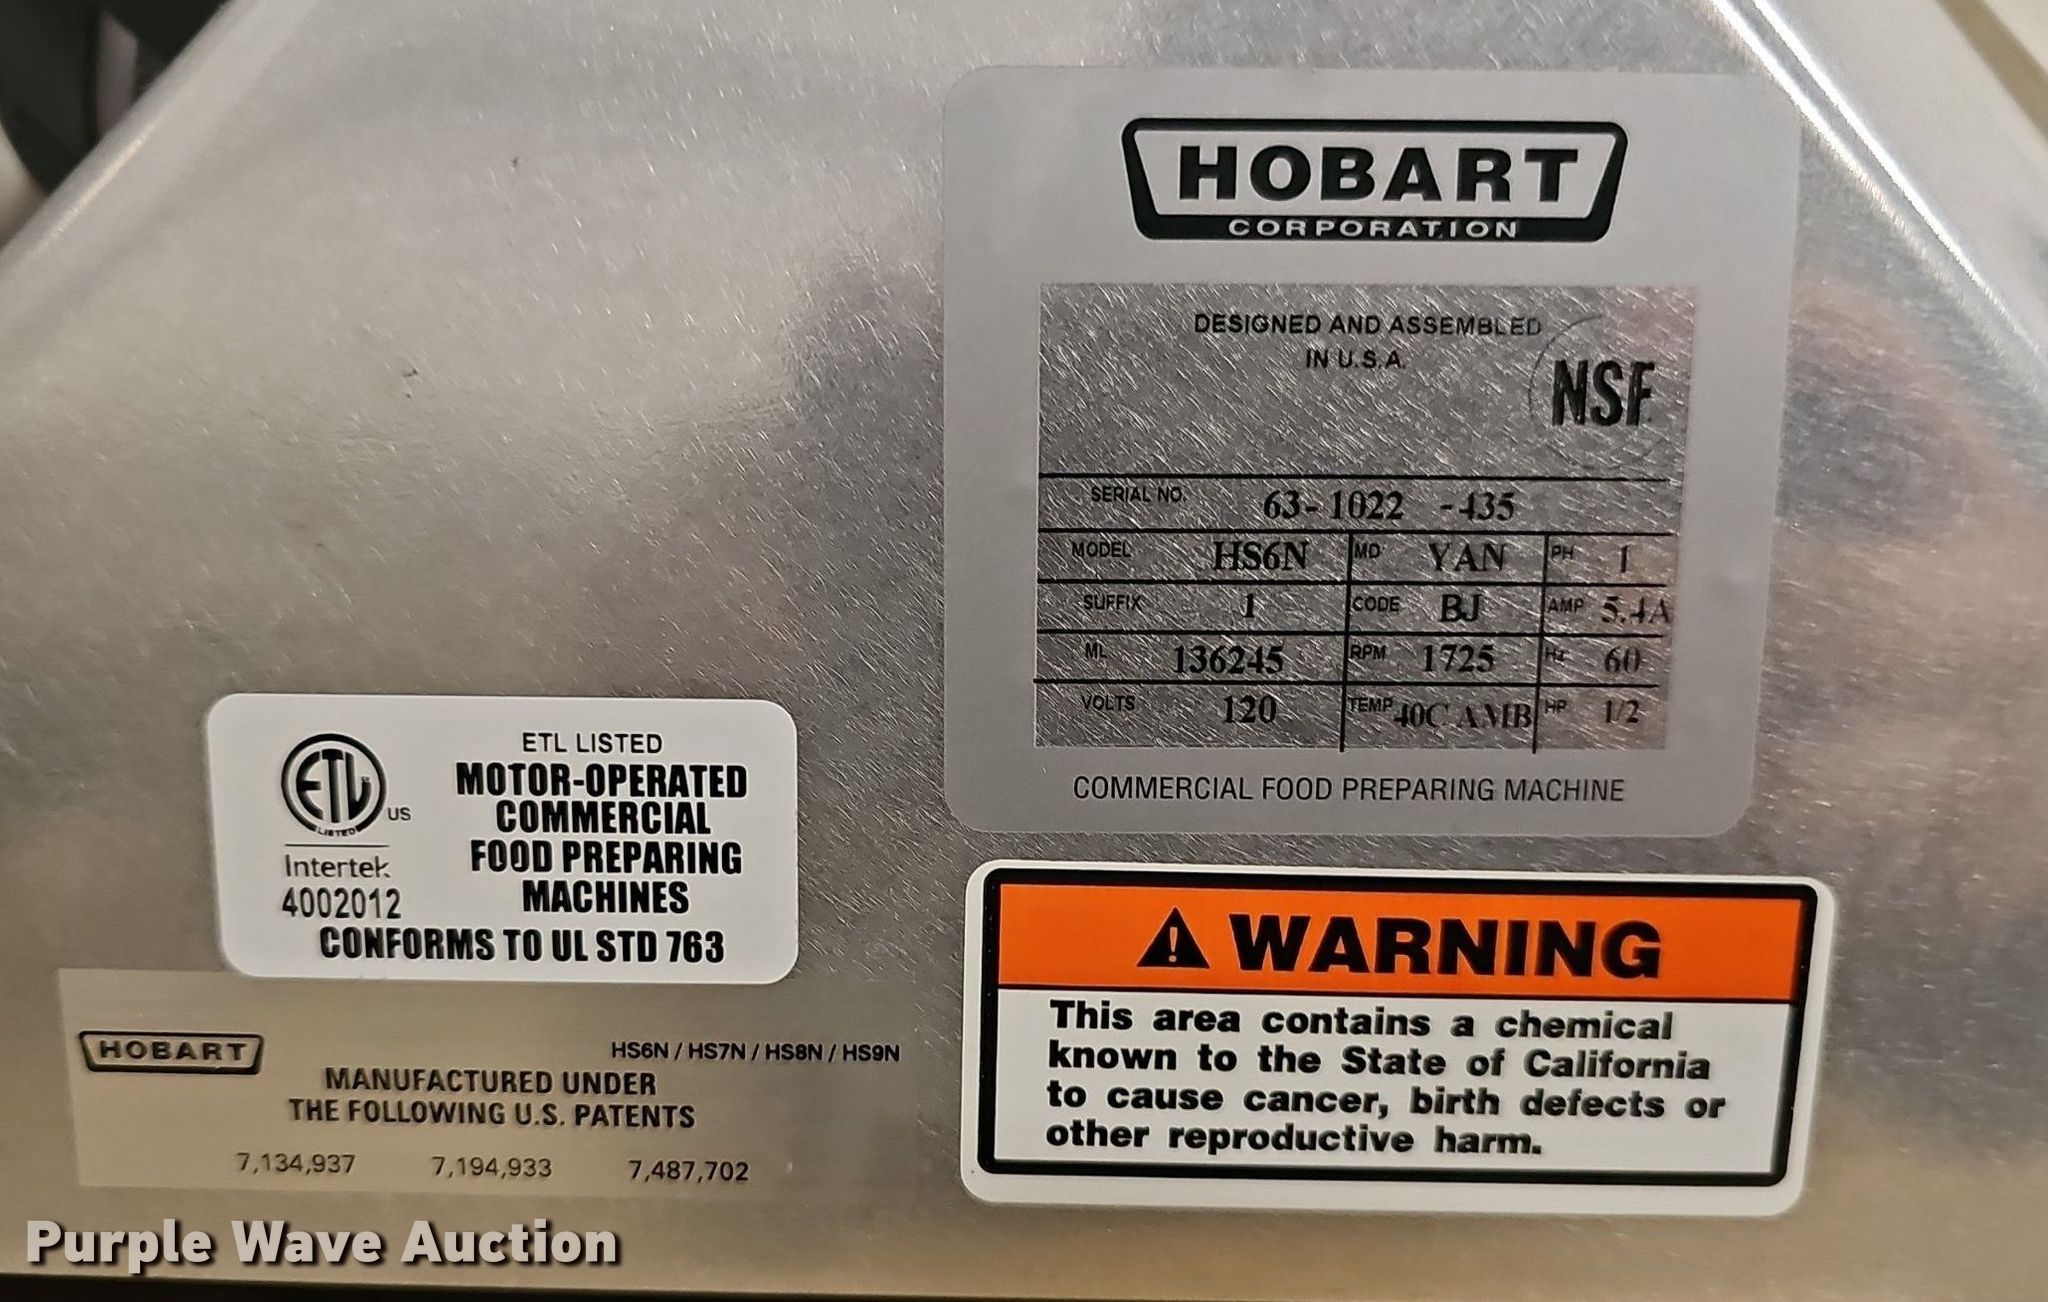 HOBART
CORPORATION
DESIGNED AND ASSEMBLED
IN U.S.A.
NSF
SERIAL NO. 63-1022 -435
MODEL HS6N MD YAN PH 1
SUFFIX 1 CODE BJ AMP 5.4A
ML 136245 RPM 1725 Hz 60
VOLTS 120 TEMP 40C AMB HP 1/2
COMMERCIAL FOOD PREPARING MACHINE
ETL
LISTED
US
Intertek
4002012
ETL LISTED
MOTOR-OPERATED
COMMERCIAL
FOOD PREPARING
MACHINES
CONFORMS TO UL STD 763
WARNING
This area contains a chemical
known to the State of California
to cause cancer, birth defects or
other reproductive harm.
HOBART
HS6N / HS7N / HS8N / HS9N
MANUFACTURED UNDER
THE FOLLOWING U.S. PATENTS
7,134,937 7,194,933 7,487,702
Purple Wave Auction